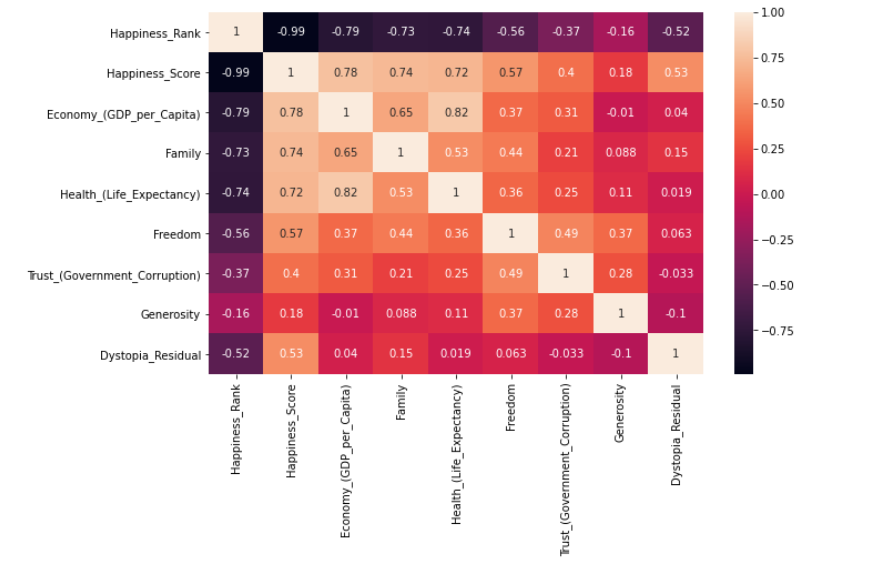 Happiness_Rank 1 -0.99 -0.79 -0.73 -0.74 -0.56 -0.37 -0.16 -0.52
Happiness_Score -0.99 1 0.78 0.74 0.72 0.57 0.4 0.18 0.53
Economy_(GDP_per_Capita) -0.79 0.78 1 0.65 0.82 0.37 0.31 -0.01 0.04
Family -0.73 0.74 0.65 1 0.53 0.44 0.21 0.088 0.15
Health_(Life_Expectancy) -0.74 0.72 0.82 0.53 1 0.36 0.25 0.11 0.019
Freedom -0.56 0.57 0.37 0.44 0.36 1 0.49 0.37 0.063
Trust_(Government_Corruption) -0.37 0.4 0.31 0.21 0.25 0.49 1 0.28 -0.033
Generosity -0.16 0.18 -0.01 0.088 0.11 0.37 0.28 1 -0.1
Dystopia_Residual -0.52 0.53 0.04 0.15 0.019 0.063 -0.033 -0.1 1
Happiness_Rank
Happiness_Score
Economy_(GDP_per_Capita)
Family
Health_(Life_Expectancy)
Freedom
Trust_(Government_Corruption)
Generosity
Dystopia_Residual
1.00
0.75
0.50
0.25
0.00
−0.25
−0.50
−0.75